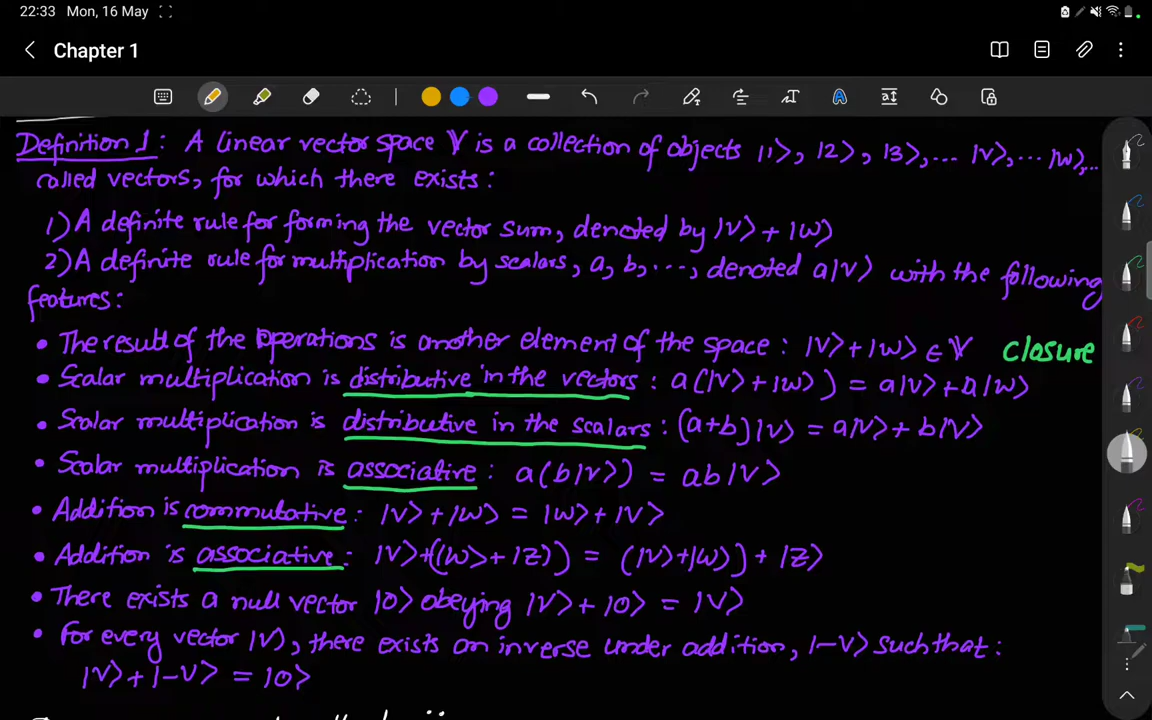 22:33 Mon, 16 May
Chapter 1
Definition 1: A linear vector space 𝕍 is a collection of objects |1>, |2>, |3>, ... |V>, ... |W>, ...
called vectors, for which there exists:
1) A definite rule for forming the vector sum, denoted by |V> + |W>
2) A definite rule for multiplication by scalars, a, b, ..., denoted a|V> with the following
features:
• The result of the operations is another element of the space: |V> + |W> ∈ 𝕍 closure
• Scalar multiplication is distributive in the vectors: a(|V> + |W>) = a|V> + a|W>
• Scalar multiplication is distributive in the scalars: (a+b)|V> = a|V> + b|V>
• Scalar multiplication is associative: a(b|V>) = ab|V>
• Addition is commutative: |V> + |W> = |W> + |V>
• Addition is associative: |V>+(|W> + |Z>) = (|V>+|W>) + |Z>
• There exists a null vector |0> obeying |V> + |0> = |V>
• For every vector |V>, there exists an inverse under addition, |-V> such that:
|V> + |-V> = |0>